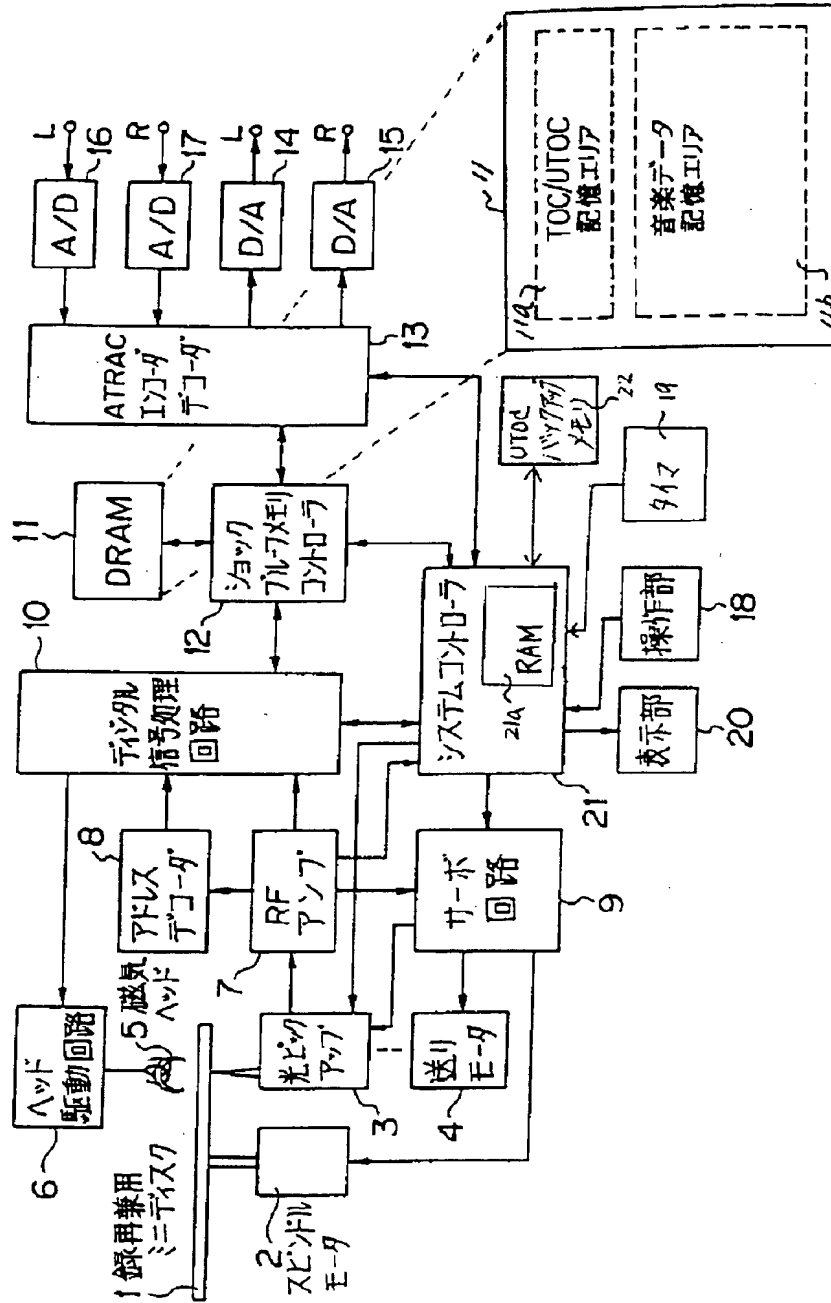 1 録再兼用
ミニディスク
2
スピンドル
モータ
3
光ピック
アップ
4
送り
モータ
5 磁気
ヘッド
6
ヘッド
駆動回路
7
RF
アンプ
8
アドレス
デコーダ
9
サーボ
回路
10
ディジタル
信号処理
回路
11
DRAM
12
ショック
プルーフメモリ
コントローラ
13
ATRAC
エンコーダ
デコーダ
A/D
16
L
A/D
17
R
D/A
14
L
D/A
15
R
システムコントローラ
21a
RAM
21
UTOC
バックアップ
メモリ
22
タイマ
19
操作部
18
表示部
20
11
11a
TOC/UTOC
記憶エリア
音楽データ
記憶エリア
11b